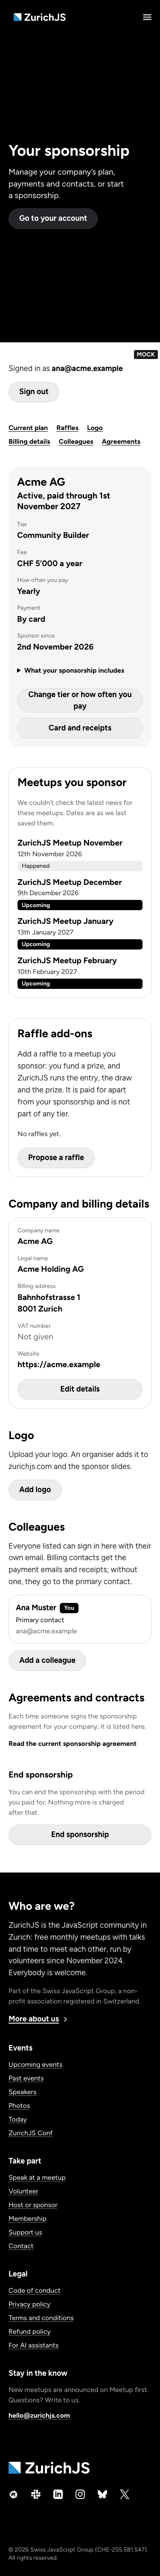 ZurichJS
Your sponsorship
Manage your company's plan,
payments and contacts, or start
a sponsorship.
Go to your account
MOCK
Signed in as ana@acme.example
Sign out
Current plan Raffles Logo
Billing details Colleagues Agreements
Acme AG
Active, paid through 1st
November 2027
Tier
Community Builder
Fee
CHF 5'000 a year
How often you pay
Yearly
Payment
By card
Sponsor since
2nd November 2026
What your sponsorship includes
Change tier or how often you
pay
Card and receipts
Meetups you sponsor
We couldn't check the latest news for
these meetups. Dates are as we last
saved them.
ZurichJS Meetup November
12th November 2026
Happened
ZurichJS Meetup December
9th December 2026
Upcoming
ZurichJS Meetup January
13th January 2027
Upcoming
ZurichJS Meetup February
10th February 2027
Upcoming
Raffle add-ons
Add a raffle to a meetup you
sponsor: you fund a prize, and
ZurichJS runs the entry, the draw
and the prize. It is paid for apart
from your sponsorship and is not
part of any tier.
No raffles yet.
Propose a raffle
Company and billing details
Company name
Acme AG
Legal name
Acme Holding AG
Billing address
Bahnhofstrasse 1
8001 Zurich
VAT number
Not given
Website
https://acme.example
Edit details
Logo
Upload your logo. An organiser adds it to
zurichjs.com and the sponsor slides.
Add logo
Colleagues
Everyone listed can sign in here with their
own email. Billing contacts get the
payment emails and receipts; without
one, they go to the primary contact.
Ana Muster You
Primary contact
ana@acme.example
Add a colleague
Agreements and contracts
Each time someone signs the sponsorship
agreement for your company, it is listed here.
Read the current sponsorship agreement
End sponsorship
You can end the sponsorship with the period
you paid for. Nothing more is charged
after that.
End sponsorship
Who are we?
ZurichJS is the JavaScript community in
Zurich: free monthly meetups with talks
and time to meet each other, run by
volunteers since November 2024.
Everybody is welcome.
Part of the Swiss JavaScript Group, a non-
profit association registered in Switzerland.
More about us
Events
Upcoming events
Past events
Speakers
Photos
Today
ZurichJS Conf
Take part
Speak at a meetup
Volunteer
Host or sponsor
Membership
Support us
Contact
Legal
Code of conduct
Privacy policy
Terms and conditions
Refund policy
For AI assistants
Stay in the know
New meetups are announced on Meetup first.
Questions? Write to us.
hello@zurichjs.com
ZurichJS
© 2026 Swiss JavaScript Group (CHE-255.581.547).
All rights reserved.